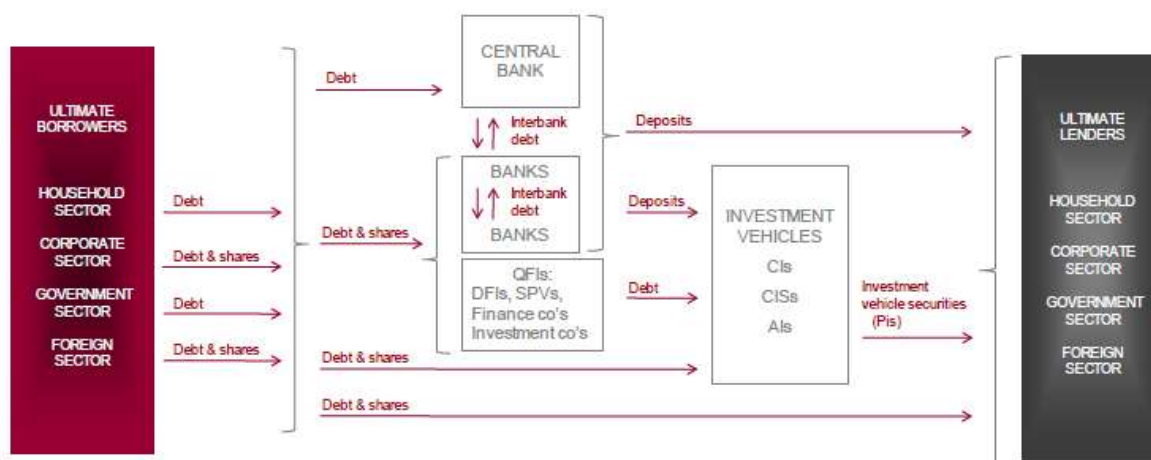 ULTIMATE
BORROWERS
HOUSEHOLD
SECTOR
CORPORATE
SECTOR
GOVERNMENT
SECTOR
FOREIGN
SECTOR
Debt
Debt & shares
Debt
Debt & shares
Debt
Debt & shares
Debt & shares
Debt & shares
CENTRAL
BANK
Interbank
debt
BANKS
Interbank
debt
BANKS
QFIs:
DFIs, SPVs,
Finance co's
Investment co's
Deposits
Deposits
Debt
INVESTMENT
VEHICLES
CIs
CISs
AIs
Investment
vehicle securities
(Pis)
ULTIMATE
LENDERS
HOUSEHOLD
SECTOR
CORPORATE
SECTOR
GOVERNMENT
SECTOR
FOREIGN
SECTOR